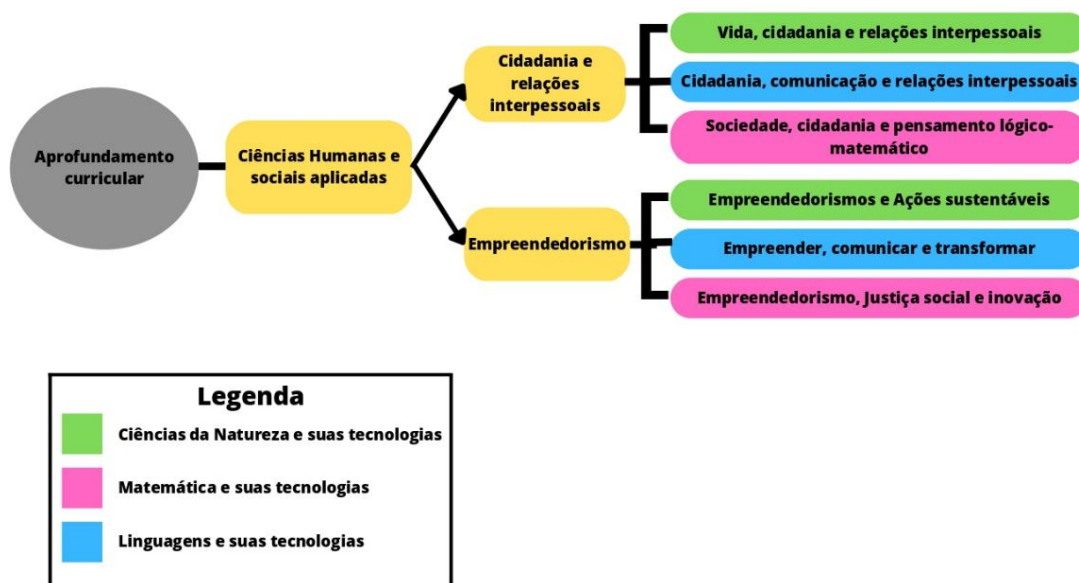 Aprofundamento
curricular
Ciências Humanas e
sociais aplicadas
Cidadania e
relações
interpessoais
Vida, cidadania e relações interpessoais
Cidadania, comunicação e relações interpessoais
Sociedade, cidadania e pensamento lógico-
matemático
Empreendedorismo
Empreendedorismos e Ações sustentáveis
Empreender, comunicar e transformar
Empreendedorismo, Justiça social e inovação
Legenda
Ciências da Natureza e suas tecnologias
Matemática e suas tecnologias
Linguagens e suas tecnologias